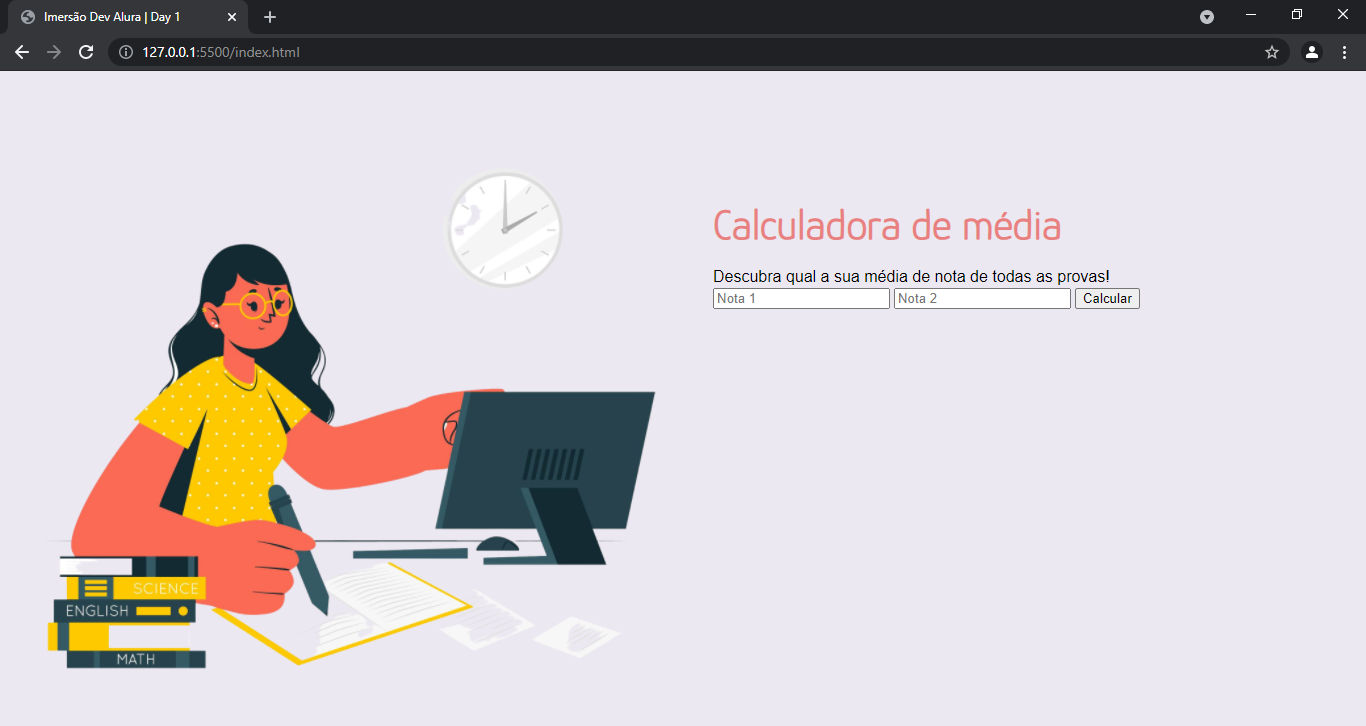 Imersão Dev Alura | Day 1
127.0.0.1:5500/index.html
Calculadora de média
Descubra qual a sua média de nota de todas as provas!
Nota 1 Nota 2 Calcular
SCIENCE
ENGLISH
MATH